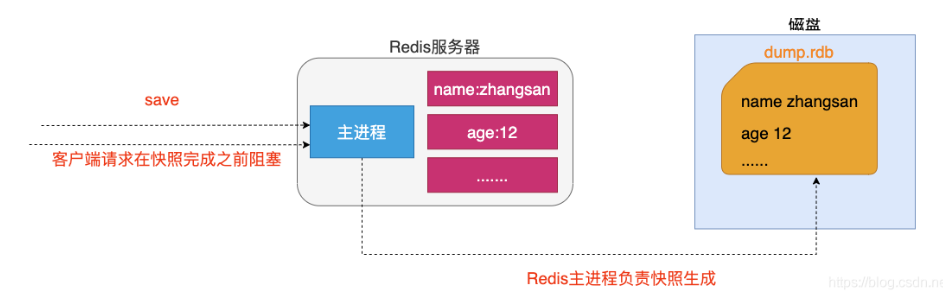 磁盘
Redis服务器
dump.rdb
save
name:zhangsan
name zhangsan
主进程
age:12
age 12
客户端请求在快照完成之前阻塞
.......
......
Redis主进程负责快照生成
https://blog.csdn.ne